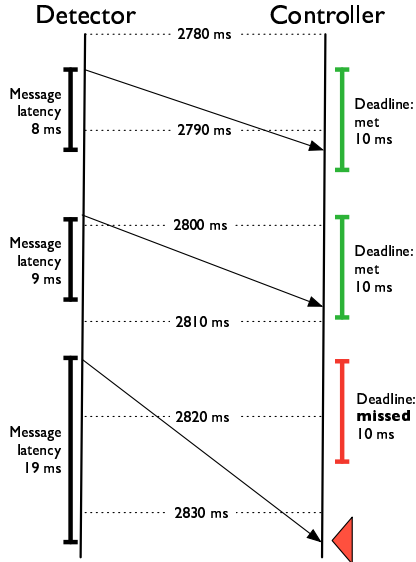 Detector
Controller
2780 ms
Message
latency
8 ms
Deadline:
met
10 ms
2790 ms
2800 ms
Message
latency
9 ms
Deadline:
met
10 ms
2810 ms
Message
latency
19 ms
Deadline:
missed
10 ms
2820 ms
2830 ms